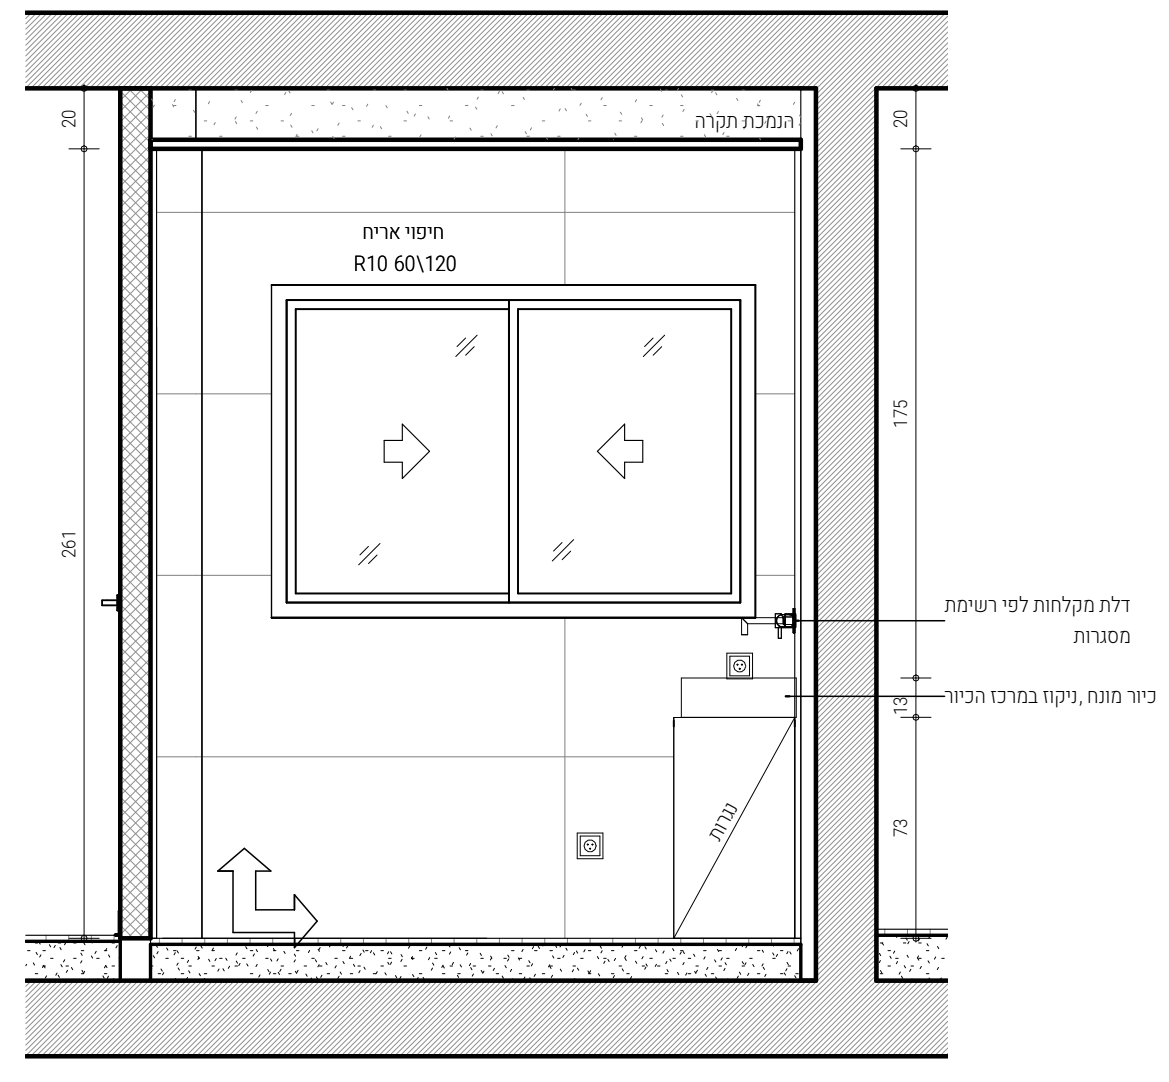 20
20
הנמכת תקרה
חיפוי אריח
R10 60\120
175
261
דלת מקלחות לפי רשימת
מסגרות
כיור מונח ,ניקוז במרכז הכיור
13
נגרות
73